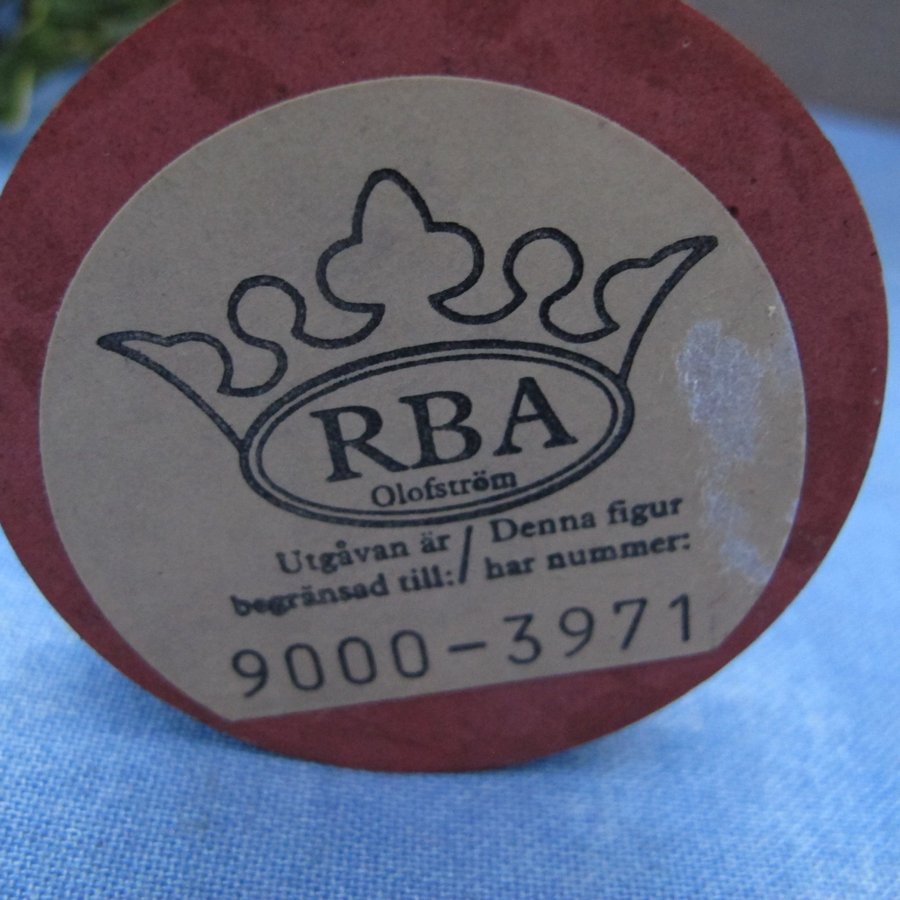 RBA
Olofström
Utgåvan är / Denna figur
begränsad till: / har nummer:
9000-3971